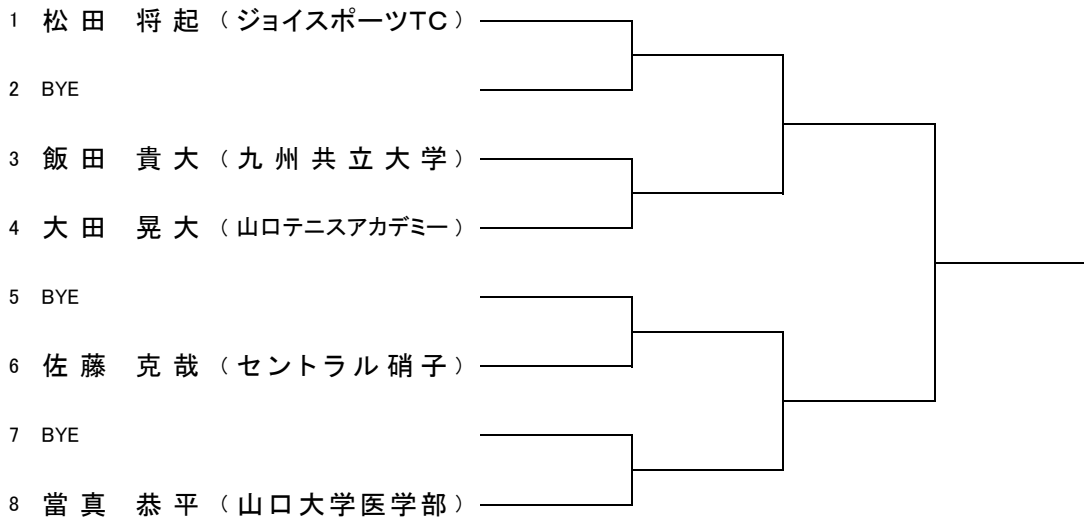 1 松田 将起 (ジョイスポーツTC)
2 BYE
3 飯田 貴大 (九州共立大学)
4 大田 晃大 (山口テニスアカデミー)
5 BYE
6 佐藤 克哉 (セントラル硝子)
7 BYE
8 當真 恭平 (山口大学医学部)